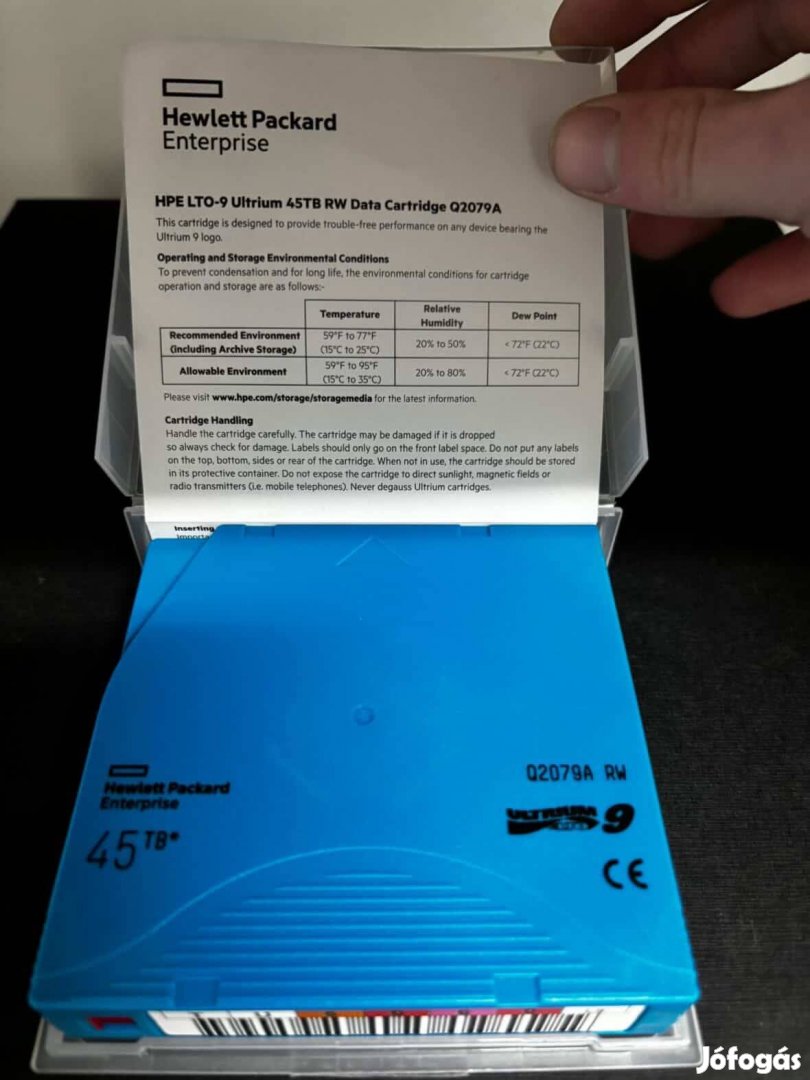 Hewlett Packard
Enterprise
HPE LTO-9 Ultrium 45TB RW Data Cartridge Q2079A
This cartridge is designed to provide trouble-free performance on any device bearing the
Ultrium 9 logo.
Operating and Storage Environmental Conditions
To prevent condensation and for long life, the environmental conditions for cartridge
operation and storage are as follows:-
Temperature Relative Humidity Dew Point
Recommended Environment (including Archive Storage) 59°F to 77°F (15°C to 25°C) 20% to 50% < 72°F (22°C)
Allowable Environment 59°F to 95°F (15°C to 35°C) 20% to 80% < 72°F (22°C)
Please visit www.hpe.com/storage/storagemedia for the latest information.
Cartridge Handling
Handle the cartridge carefully. The cartridge may be damaged if it is dropped
so always check for damage. Labels should only go on the front label space. Do not put any labels
on the top, bottom, sides or rear of the cartridge. When not in use, the cartridge should be stored
in its protective container. Do not expose the cartridge to direct sunlight, magnetic fields or
radio transmitters (i.e. mobile telephones). Never degauss Ultrium cartridges.
Inserting
Hewlett Packard
Enterprise
45 TB*
Q2079A RW
ULTRIUM 9
CE
Jófogás